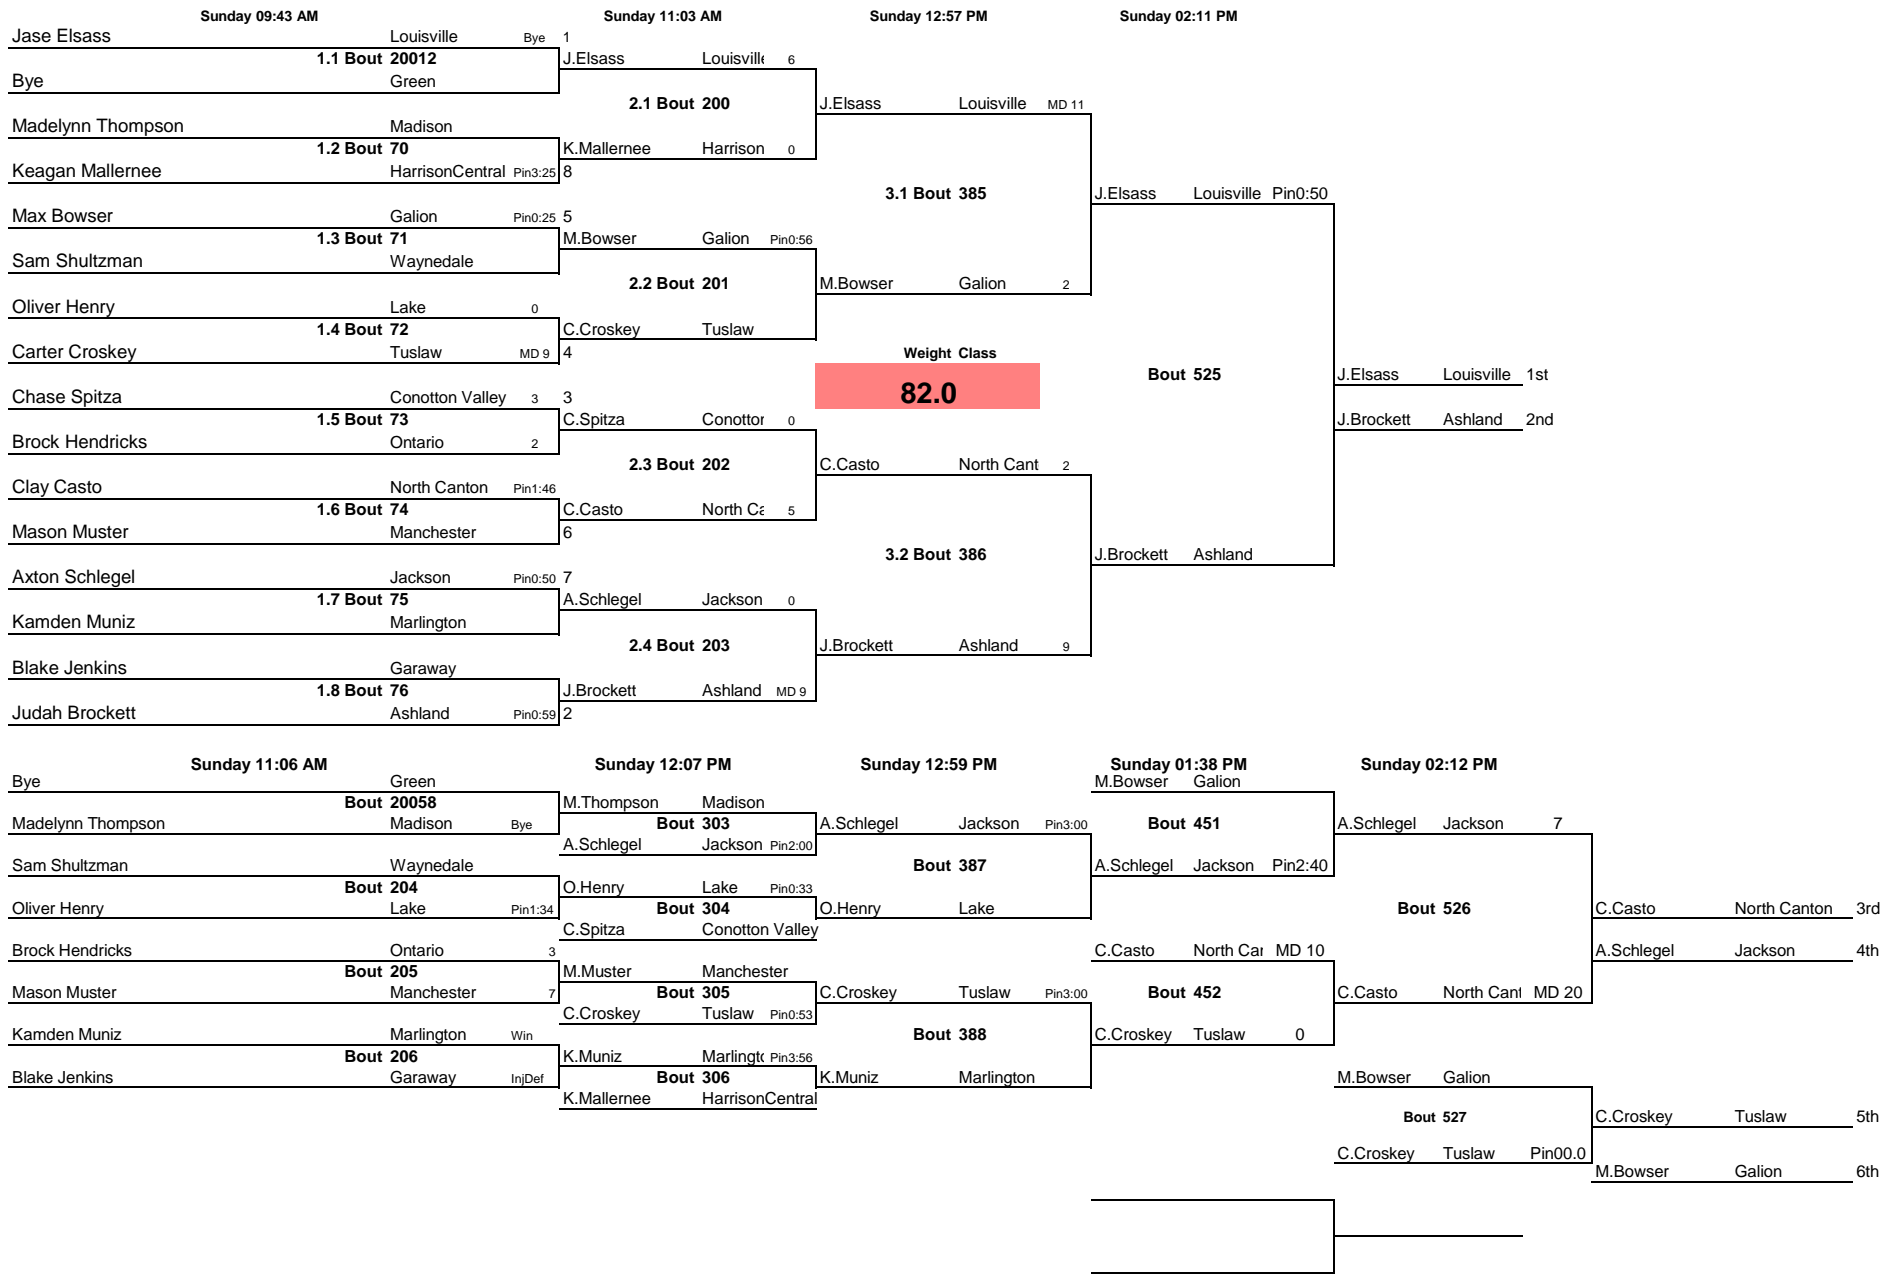 Sunday 09:43 AM Sunday 11:03 AM Sunday 12:57 PM Sunday 02:11 PM
Jase Elsass Louisville Bye 1
1.1 Bout 20012 J.Elsass Louisville 6
Bye Green
2.1 Bout 200 J.Elsass Louisville MD 11
Madelynn Thompson Madison
1.2 Bout 70 K.Mallernee Harrison 0
Keagan Mallernee HarrisonCentral Pin3:25 8
3.1 Bout 385 J.Elsass Louisville Pin0:50
Max Bowser Galion Pin0:25 5
1.3 Bout 71 M.Bowser Galion Pin0:56
Sam Shultzman Waynedale
2.2 Bout 201 M.Bowser Galion 2
Oliver Henry Lake 0
1.4 Bout 72 C.Croskey Tuslaw
Carter Croskey Tuslaw MD 9 4 Weight Class
Bout 525 J.Elsass Louisville 1st
82.0
Chase Spitza Conotton Valley 3 3
1.5 Bout 73 C.Spitza Conottor 0 J.Brockett Ashland 2nd
Brock Hendricks Ontario 2
2.3 Bout 202 C.Casto North Cant 2
Clay Casto North Canton Pin1:46
1.6 Bout 74 C.Casto North Ca 5
Mason Muster Manchester 6
3.2 Bout 386 J.Brockett Ashland
Axton Schlegel Jackson Pin0:50 7
1.7 Bout 75 A.Schlegel Jackson 0
Kamden Muniz Marlington
2.4 Bout 203 J.Brockett Ashland 9
Blake Jenkins Garaway
1.8 Bout 76 J.Brockett Ashland MD 9
Judah Brockett Ashland Pin0:59 2
Sunday 11:06 AM Sunday 12:07 PM Sunday 12:59 PM Sunday 01:38 PM Sunday 02:12 PM
Bye Green M.Bowser Galion
Bout 20058 M.Thompson Madison
Madelynn Thompson Madison Bye Bout 303 A.Schlegel Jackson Pin3:00 Bout 451 A.Schlegel Jackson 7
A.Schlegel Jackson Pin2:00
Sam Shultzman Waynedale Bout 387 A.Schlegel Jackson Pin2:40
Bout 204 O.Henry Lake Pin0:33
Oliver Henry Lake Pin1:34 Bout 304 O.Henry Lake Bout 526 C.Casto North Canton 3rd
C.Spitza Conotton Valley
Brock Hendricks Ontario 3 C.Casto North Car MD 10 A.Schlegel Jackson 4th
Bout 205 M.Muster Manchester
Mason Muster Manchester 7 Bout 305 C.Croskey Tuslaw Pin3:00 Bout 452 C.Casto North Cant MD 20
C.Croskey Tuslaw Pin0:53
Kamden Muniz Marlington Win Bout 388 C.Croskey Tuslaw 0
Bout 206 K.Muniz Marlingto Pin3:56
Blake Jenkins Garaway InjDef Bout 306 K.Muniz Marlington M.Bowser Galion
K.Mallernee HarrisonCentral
Bout 527 C.Croskey Tuslaw 5th
C.Croskey Tuslaw Pin00.0
M.Bowser Galion 6th